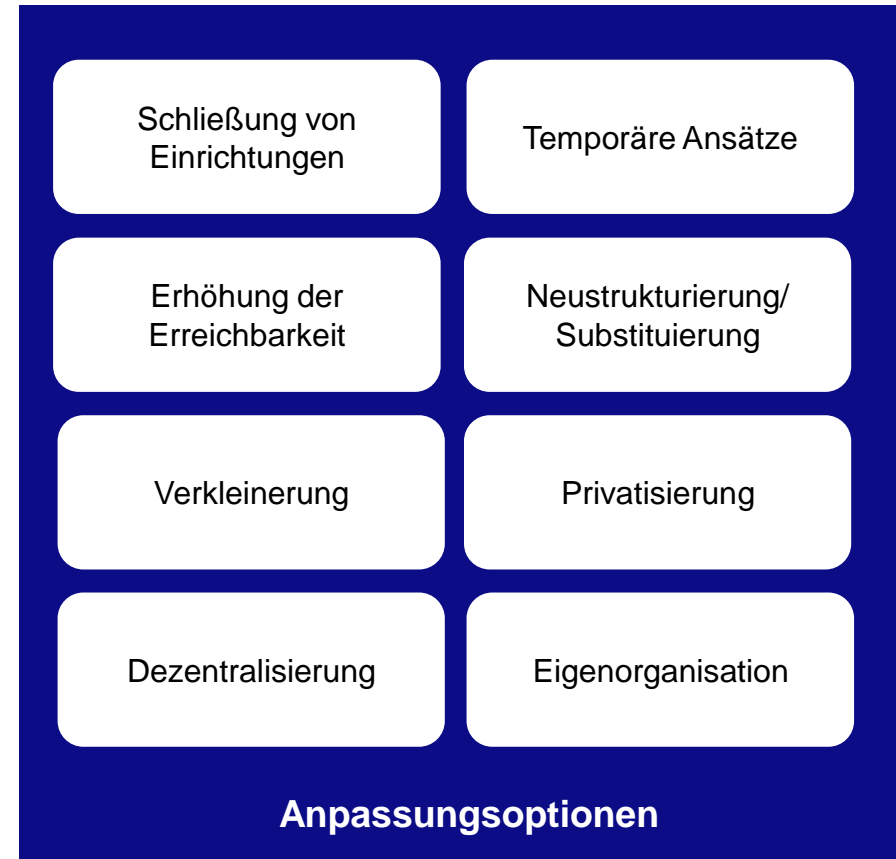 Schließung von
Einrichtungen
Temporäre Ansätze
Erhöhung der
Erreichbarkeit
Neustrukturierung/
Substituierung
Verkleinerung
Privatisierung
Dezentralisierung
Eigenorganisation
Anpassungsoptionen